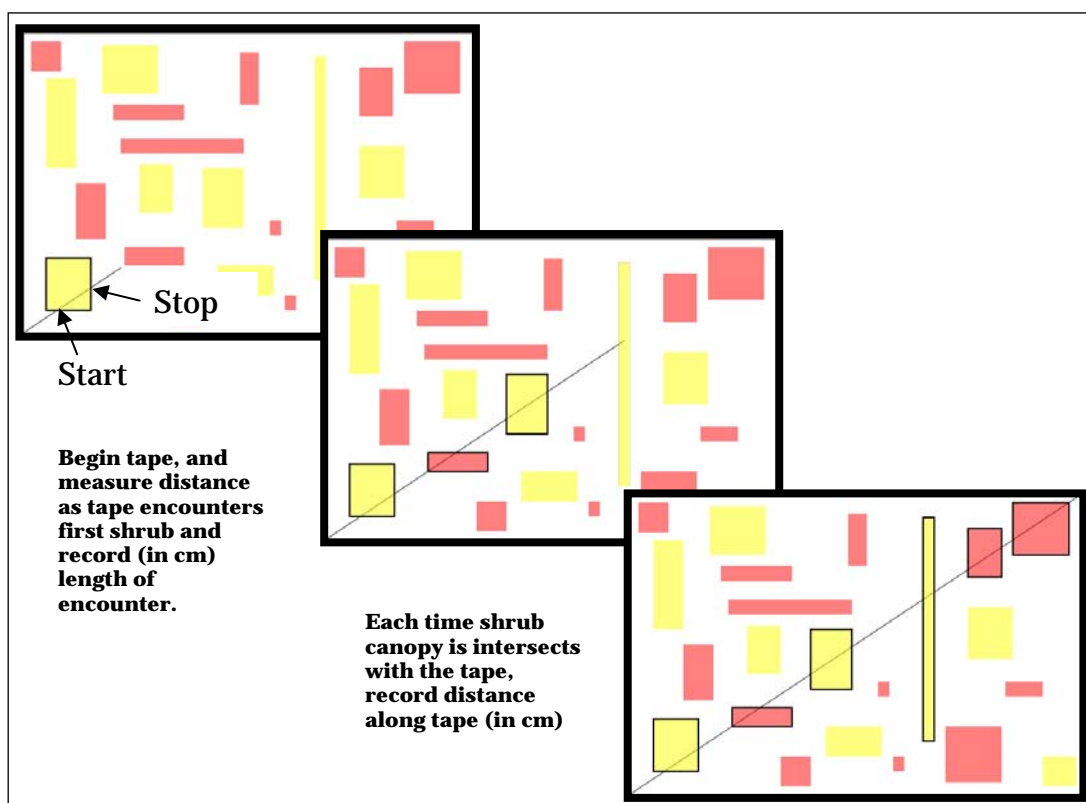 Stop
Start
Begin tape, and
measure distance
as tape encounters
first shrub and
record (in cm)
length of
encounter.
Each time shrub
canopy is intersects
with the tape,
record distance
along tape (in cm)